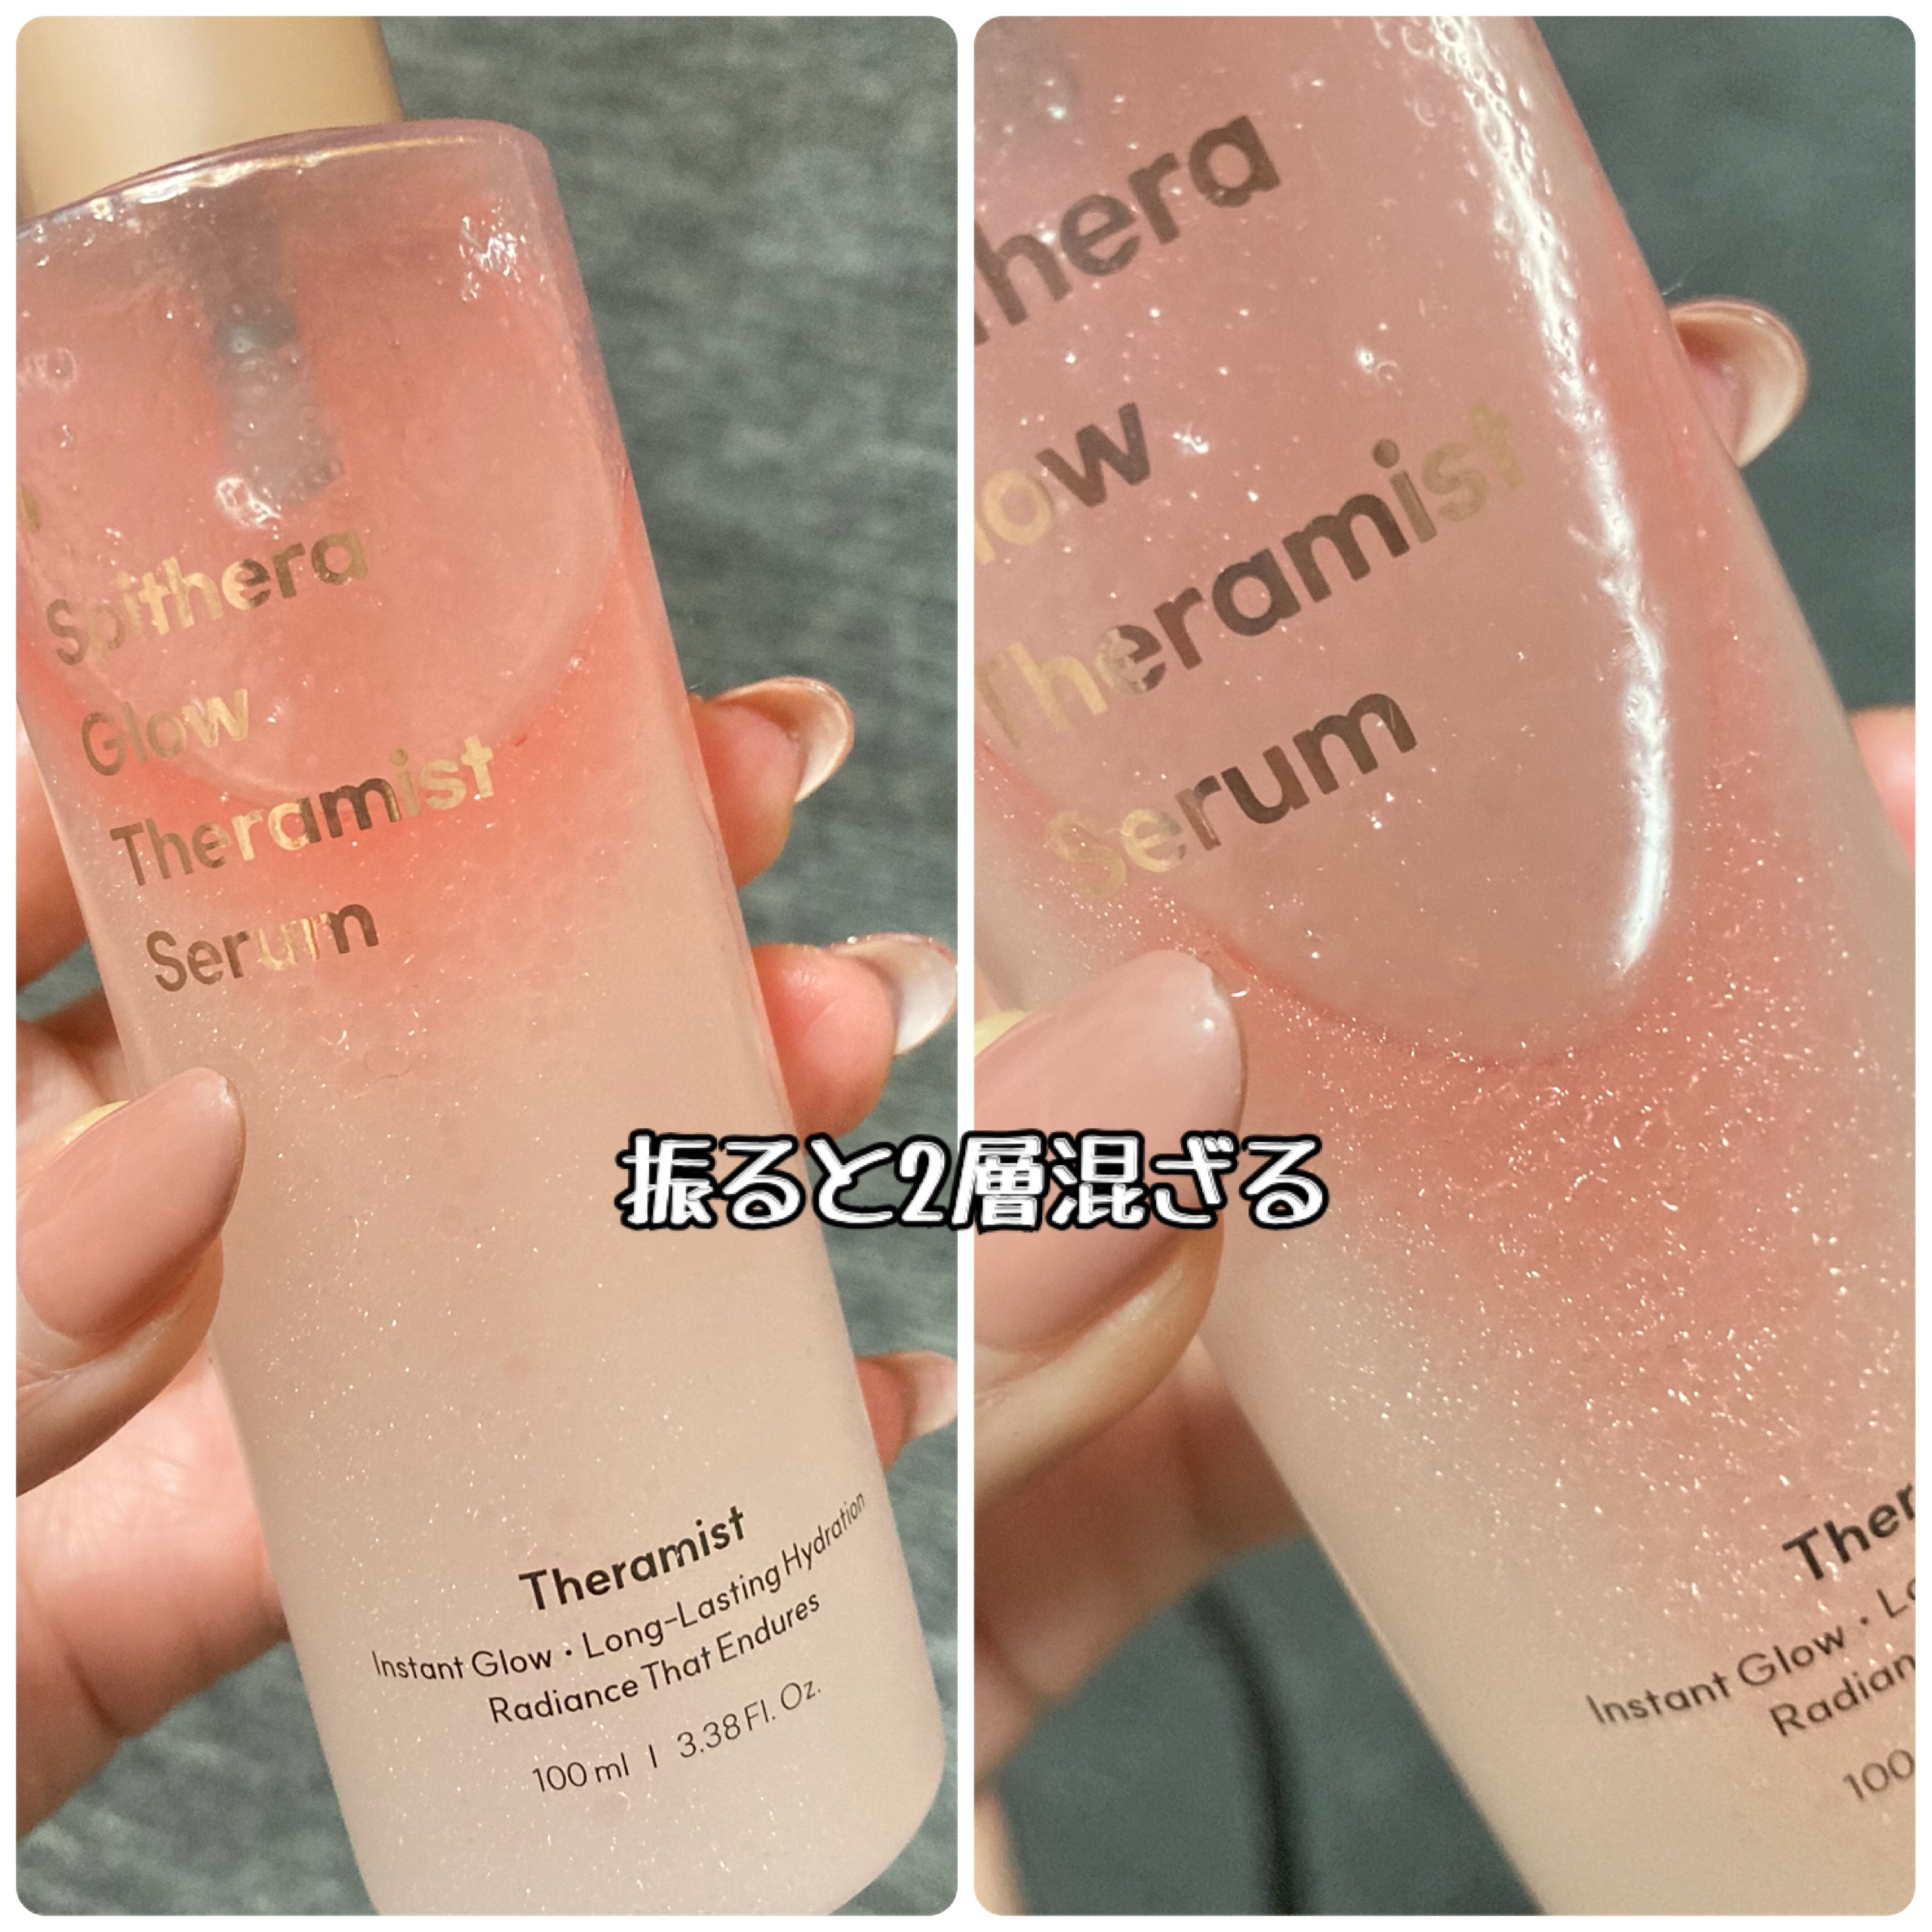 Spithera
Glow
Theramist
Serum
Theramist
Instant Glow • Long-Lasting Hydration
Radiance That Endures
100 ml | 3.38 Fl. Oz.
hera
low
Theramist
Serum
Ther
Instant Glow • Lo
Radian
100
振ると2層混ざる